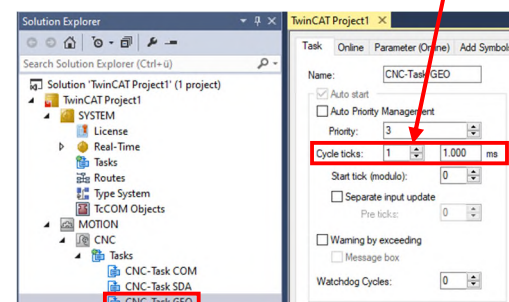 Solution Explorer
Search Solution Explorer (Ctrl+ü)
Solution 'TwinCAT Project1' (1 project)
TwinCAT Project1
SYSTEM
License
Real-Time
Tasks
Routes
Type System
TcCOM Objects
MOTION
CNC
Tasks
CNC-Task COM
CNC-Task SDA
CNC-Task GEO
TwinCAT Project1
Task Online Parameter (Online) Add Symbols
Name: CNC-Task GEO
Auto start
Auto Priority Management
Priority: 3
Cycle ticks: 1 1.000 ms
Start tick (modulo): 0
Separate input update
Pre ticks: 0
Warning by exceeding
Message box
Watchdog Cycles: 0